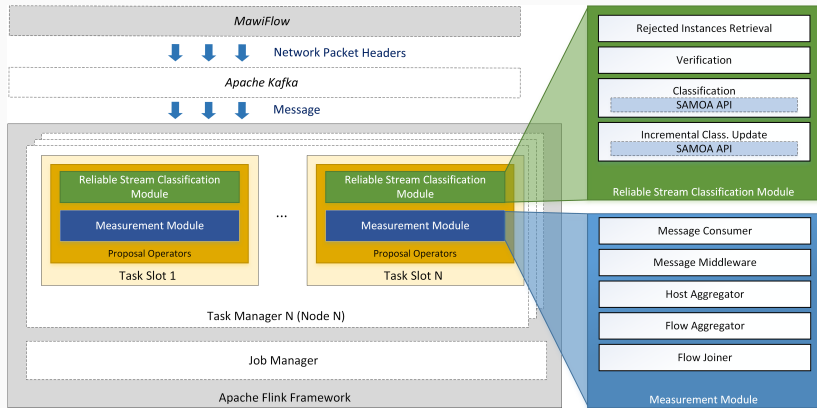 MawiFlow
Network Packet Headers
Apache Kafka
Message
Reliable Stream Classification
Module
Measurement Module
Proposal Operators
Task Slot 1
...
Reliable Stream Classification
Module
Measurement Module
Proposal Operators
Task Slot N
Task Manager N (Node N)
Job Manager
Apache Flink Framework
Rejected Instances Retrieval
Verification
Classification
SAMOA API
Incremental Class. Update
SAMOA API
Reliable Stream Classification Module
Message Consumer
Message Middleware
Host Aggregator
Flow Aggregator
Flow Joiner
Measurement Module